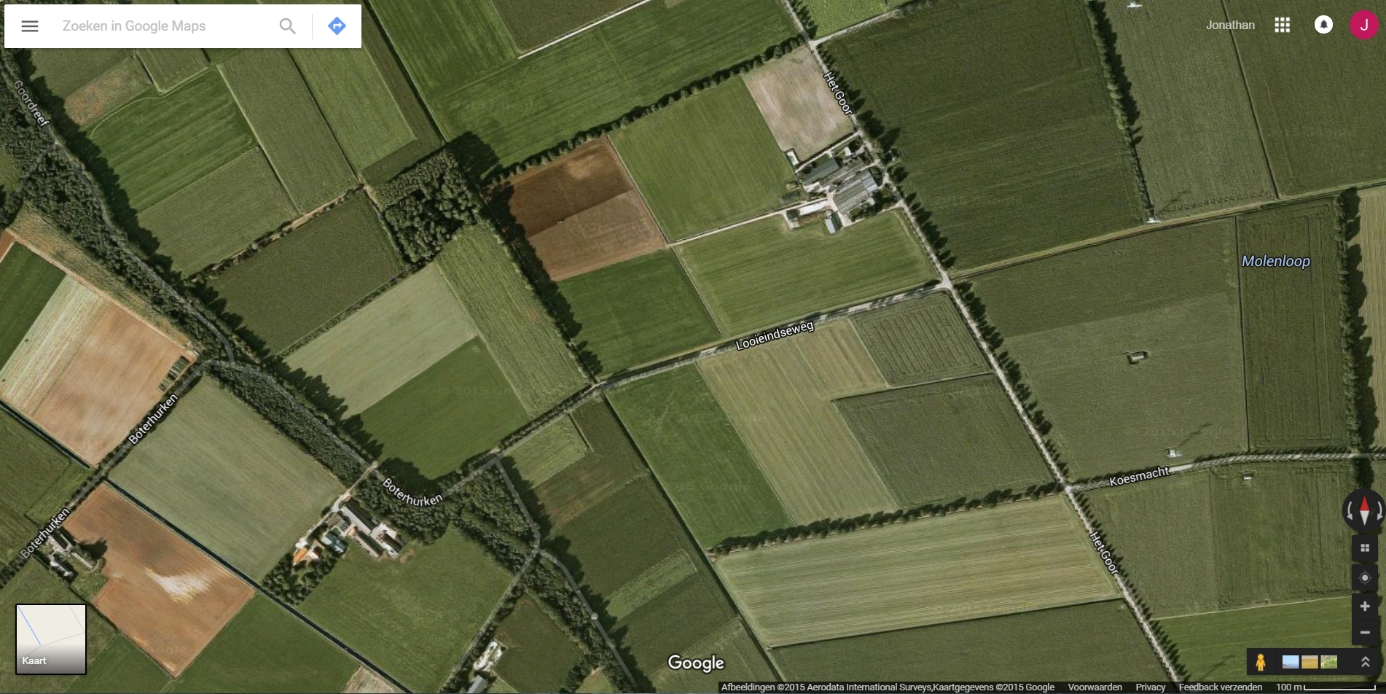 Zoeken in Google Maps
Jonathan
J
Goordreef
Het Goor
Molenloop
Looieindseweg
Boterhurken
Boterhurken
Koesmacht
Boterhurken
Het Goor
Kaart
Google
Afbeeldingen ©2015 Aerodata International Surveys,Kaartgegevens ©2015 Google Voorwaarden Privacy Feedback verzenden 100 m